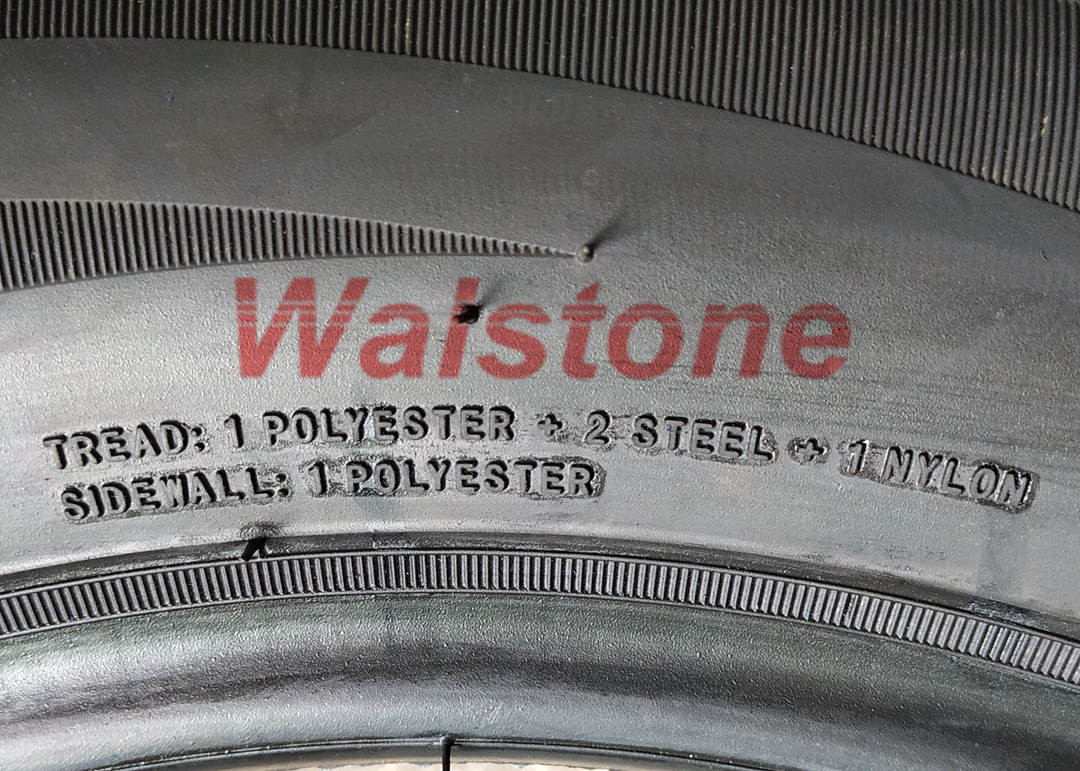 Walstone
TREAD: 1 POLYESTER + 2 STEEL + 1 NYLON
SIDEWALL: 1 POLYESTER